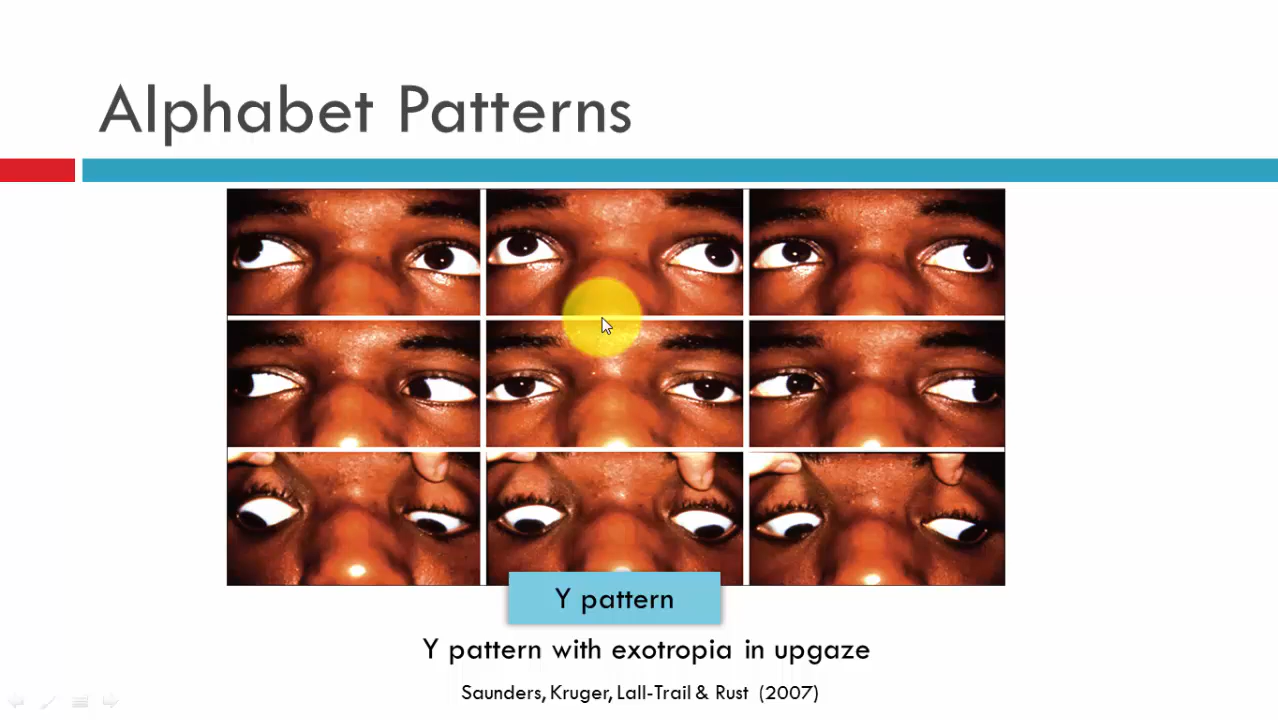 Alphabet Patterns
Y pattern
Y pattern with exotropia in upgaze
Saunders, Kruger, Lall-Trail & Rust (2007)